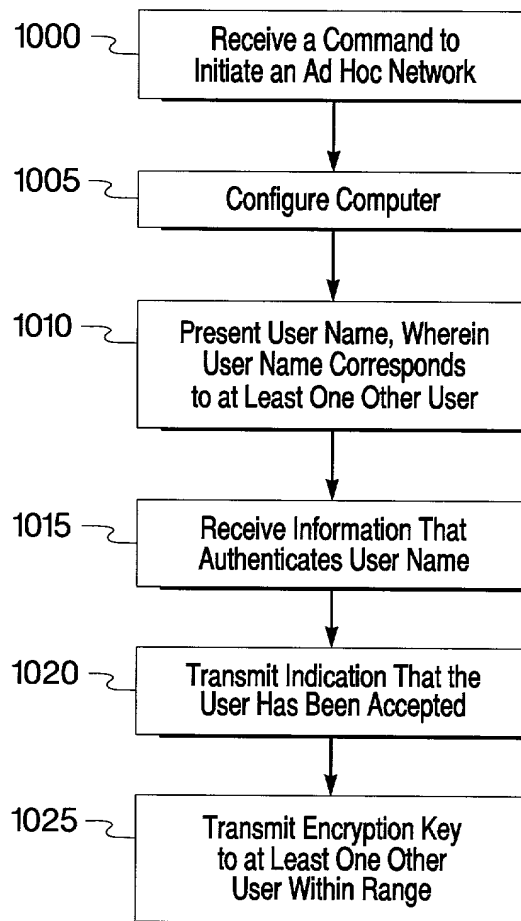 1000
Receive a Command to
Initiate an Ad Hoc Network
1005
Configure Computer
1010
Present User Name, Wherein
User Name Corresponds
to at Least One Other User
1015
Receive Information That
Authenticates User Name
1020
Transmit Indication That the
User Has Been Accepted
1025
Transmit Encryption Key
to at Least One Other
User Within Range